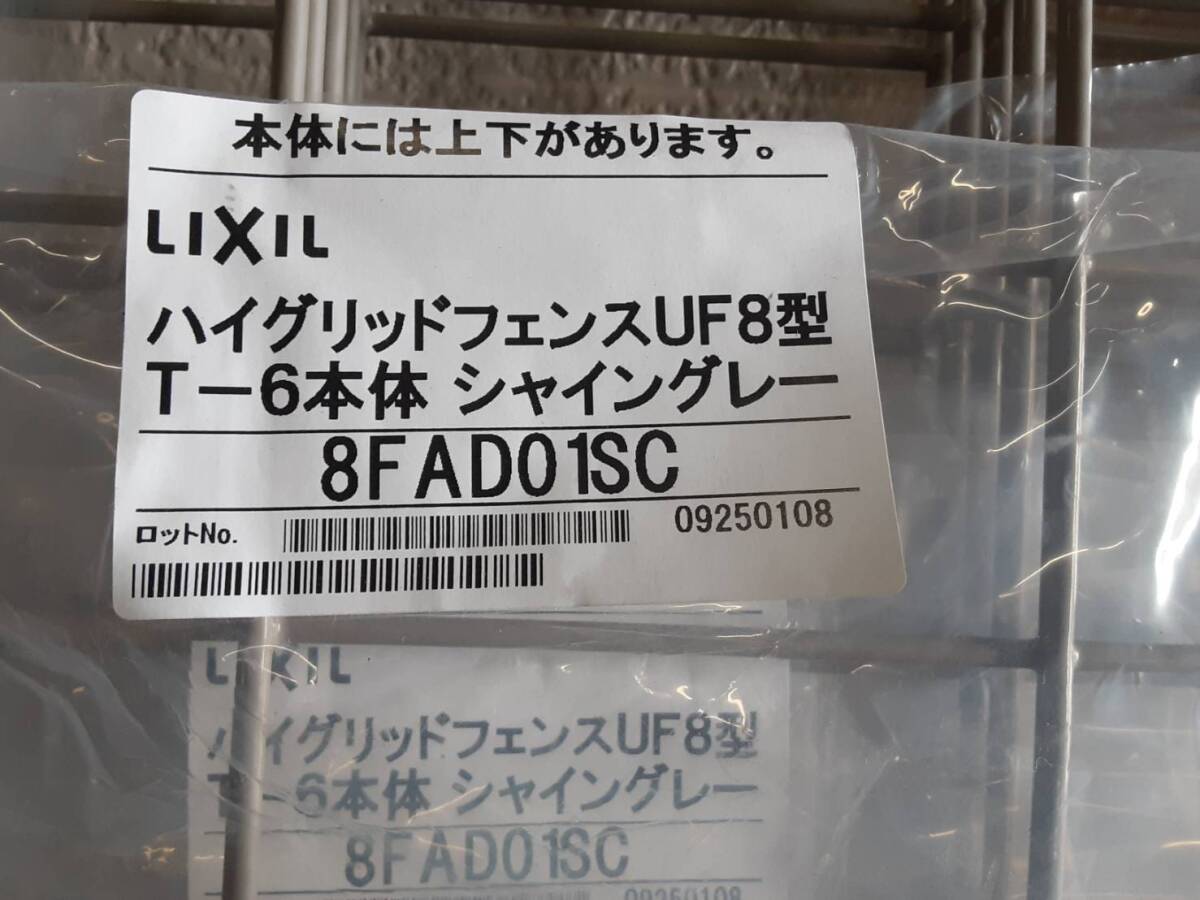 本体には上下があります。
LIXIL
ハイグリッドフェンスUF8型
T-6本体 シャイングレー
8FAD01SC
ロットNo. 09250108
LIXIL
ハイグリッドフェンスUF8型
T-6本体 シャイングレー
8FAD01SC
09250108